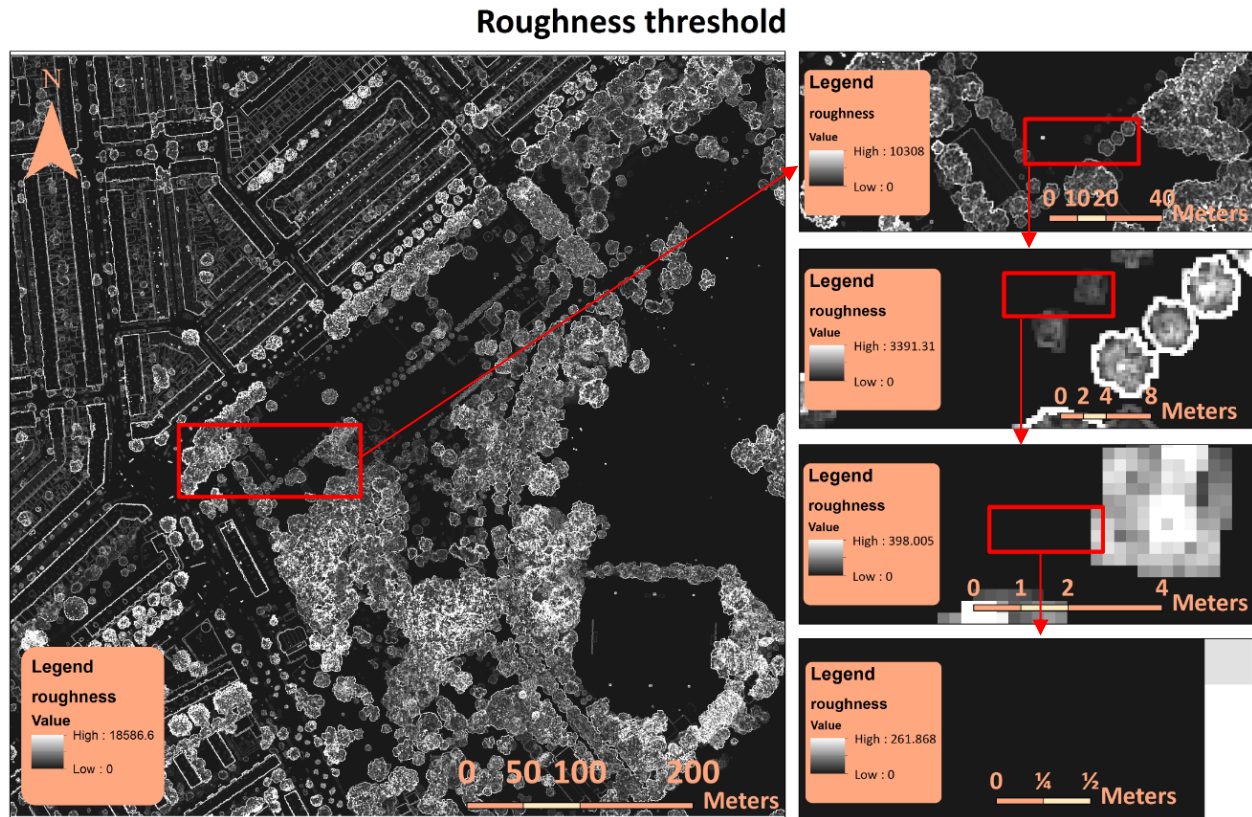 Roughness threshold
N
Legend
roughness
Value
High : 18586.6
Low : 0
0 50 100 200
Meters
Legend
roughness
Value
High : 10308
Low : 0
0 10 20 40
Meters
Legend
roughness
Value
High : 3391.31
Low : 0
0 2 4 8
Meters
Legend
roughness
Value
High : 398.005
Low : 0
0 1 2 4
Meters
Legend
roughness
Value
High : 261.868
Low : 0
0 ¼ ½
Meters